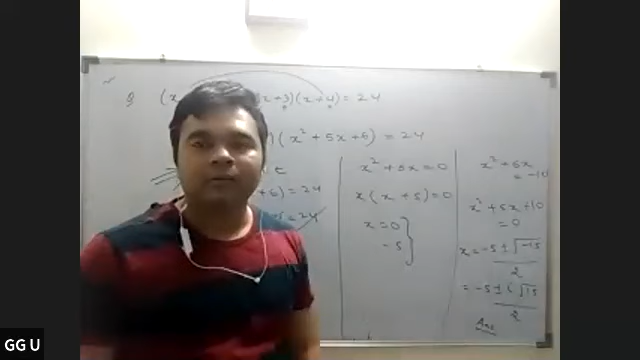 Q (x x+3)(x+4) = 24
)( x² + 5x + 6) = 24
t
+ 6) = 24
= 24
x² + 5x = 0
x ( x + 5) = 0
x = 0
- 5
x² + 5x
= -10
x² + 5x + 10
= 0
x = -5 ± √-15
2
= -5 ± i √15
2
Ans
GG U